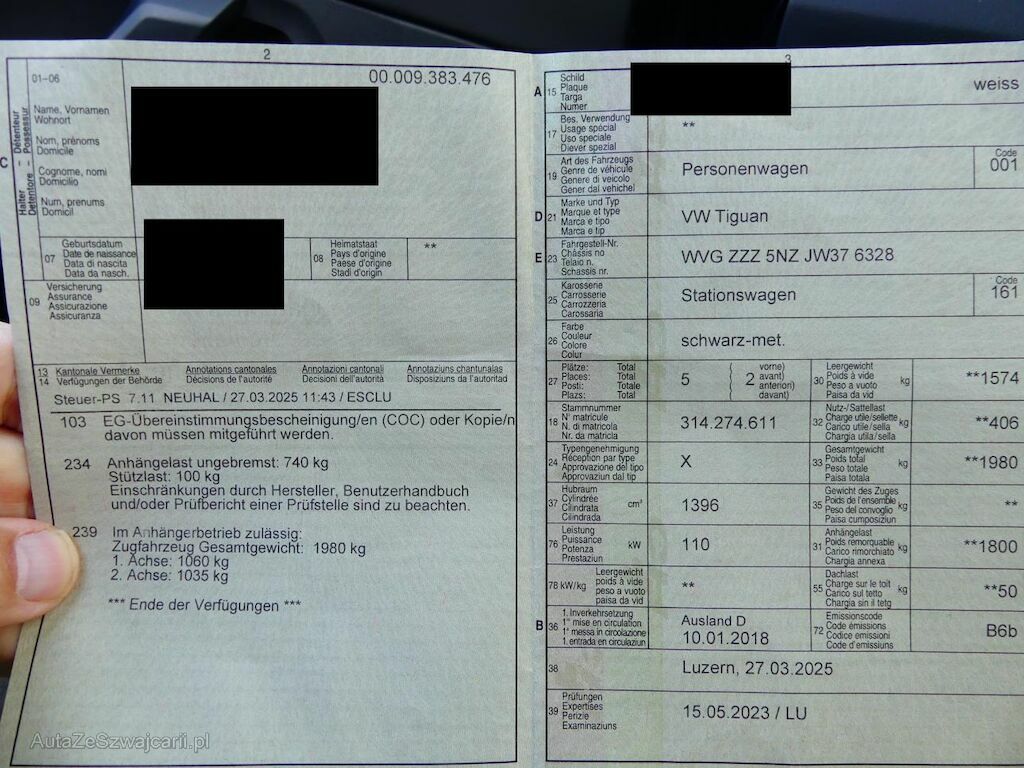 2
01–06
00.009.383.476
C
Halter – Détenteur
Detentore – Possessur
Name, Vornamen
Wohnort
Nom, prénoms
Domicile
Cognome, nomi
Domicilio
Num, prenums
Domicil
07
Geburtsdatum
Date de naissance
Data di nascita
Data da nasch.
08
Heimatstaat
Pays d'origine
Paese d'origine
Stadi d'origin
**
09
Versicherung
Assurance
Assicurazione
Assicuranza
13 Kantonale Vermerke
14 Verfügungen der Behörde
Annotations cantonales
Décisions de l'autorité
Annotazioni cantonali
Decisioni dell'autorità
Annotaziuns chantunalas
Disposiziuns da l'autoritad
Steuer-PS 7.11 NEUHAL / 27.03.2025 11:43 / ESCLU
103 EG-Übereinstimmungsbescheinigung/en (COC) oder Kopie/n
davon müssen mitgeführt werden.
234 Anhängelast ungebremst: 740 kg
Stützlast: 100 kg
Einschränkungen durch Hersteller, Benutzerhandbuch
und/oder Prüfbericht einer Prüfstelle sind zu beachten.
239 Im Anhängerbetrieb zulässig:
Zugfahrzeug Gesamtgewicht: 1980 kg
1. Achse: 1060 kg
2. Achse: 1035 kg
*** Ende der Verfügungen ***
3
A 15
Schild
Plaque
Targa
Numer
weiss
17
Bes. Verwendung
Usage spécial
Uso speciale
Diever spezial
**
19
Art des Fahrzeugs
Genre de véhicule
Genere di veicolo
Gener dal vehichel
Personenwagen
Code
001
D 21
Marke und Typ
Marque et type
Marca e tipo
Marca e tip
VW Tiguan
E 23
Fahrgestell-Nr.
Châssis no
Telaio n.
Schassis nr.
WVG ZZZ 5NZ JW37 6328
25
Karosserie
Carrosserie
Carrozzeria
Carossaria
Stationswagen
Code
161
26
Farbe
Couleur
Colore
Colur
schwarz-met.
27
Plätze: Total
Places: Total
Posti: Totale
Plazs: Total
5
( vorne)
( 2 avant)
( anteriori)
( davant)
30
Leergewicht
Poids à vide
Peso a vuoto
Paisa da vid
kg
**1574
18
Stammnummer
N° matricule
N. di matricola
Nr. da matricla
314.274.611
32
Nutz-/Sattellast
Charge utile/sellette
Carico utile/sella
Chargia utila/sella
kg
**406
24
Typengenehmigung
Réception par type
Approvazione del tipo
Approvaziun dal tip
X
33
Gesamtgewicht
Poids total
Peso totale
Paisa totala
kg
**1980
37
Hubraum
Cylindrée
Cilindrata
Cilindrada
cm³
1396
35
Gewicht des Zuges
Poids de l'ensemble
Peso del convoglio
Paisa cumposiziun
kg
**
76
Leistung
Puissance
Potenza
Prestaziun
kW
110
31
Anhängelast
Poids remorquable
Carico rimorchiato
Chargia annexa
kg
**1800
78 kW/kg
Leergewicht
poids à vide
peso a vuoto
paisa da vid
**
55
Dachlast
Charge sur le toit
Carico sul tetto
Chargia sin il tetg
kg
**50
B 36
1. Inverkehrsetzung
1re mise en circulation
1a messa in circolazione
1. entrada en circulaziun
Ausland D
10.01.2018
72
Emissionscode
Code émissions
Codice emissioni
Code d'emissiuns
B6b
38
Luzern, 27.03.2025
39
Prüfungen
Expertises
Perizie
Examinaziuns
15.05.2023 / LU
AutaZeSzwajcarii.pl